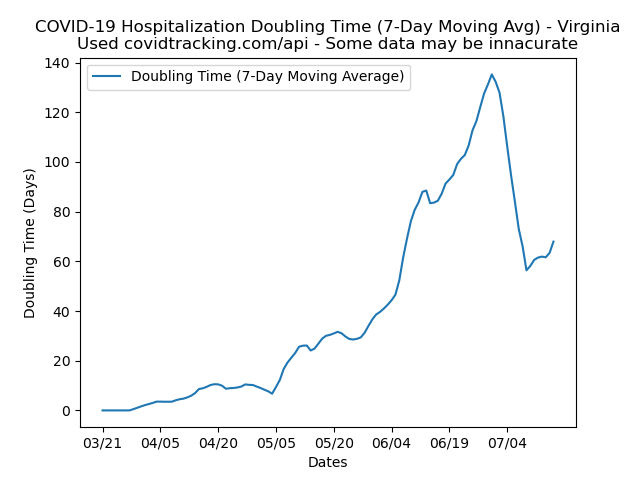 COVID-19 Hospitalization Doubling Time (7-Day Moving Avg) - Virginia
Used covidtracking.com/api - Some data may be innacurate
Doubling Time (7-Day Moving Average)
Doubling Time (Days)
140
120
100
80
60
40
20
0
03/21 04/05 04/20 05/05 05/20 06/04 06/19 07/04
Dates